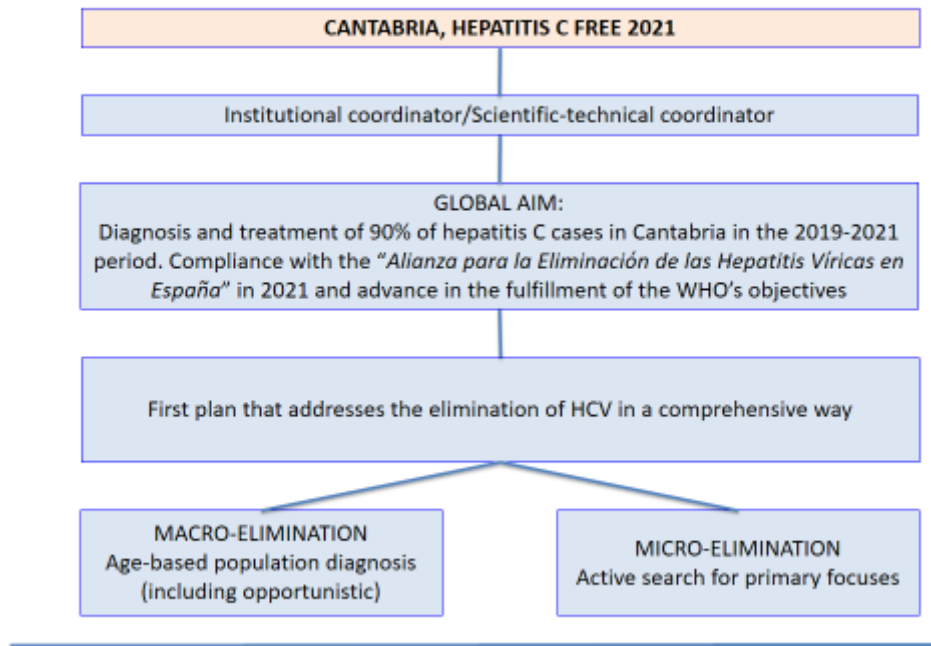 CANTABRIA, HEPATITIS C FREE 2021
Institutional coordinator/Scientific-technical coordinator
GLOBAL AIM:
Diagnosis and treatment of 90% of hepatitis C cases in Cantabria in the 2019-2021
period. Compliance with the “Alianza para la Eliminación de las Hepatitis Víricas en
España” in 2021 and advance in the fulfillment of the WHO’s objectives
First plan that addresses the elimination of HCV in a comprehensive way
MACRO-ELIMINATION
Age-based population diagnosis
(including opportunistic)
MICRO-ELIMINATION
Active search for primary focuses